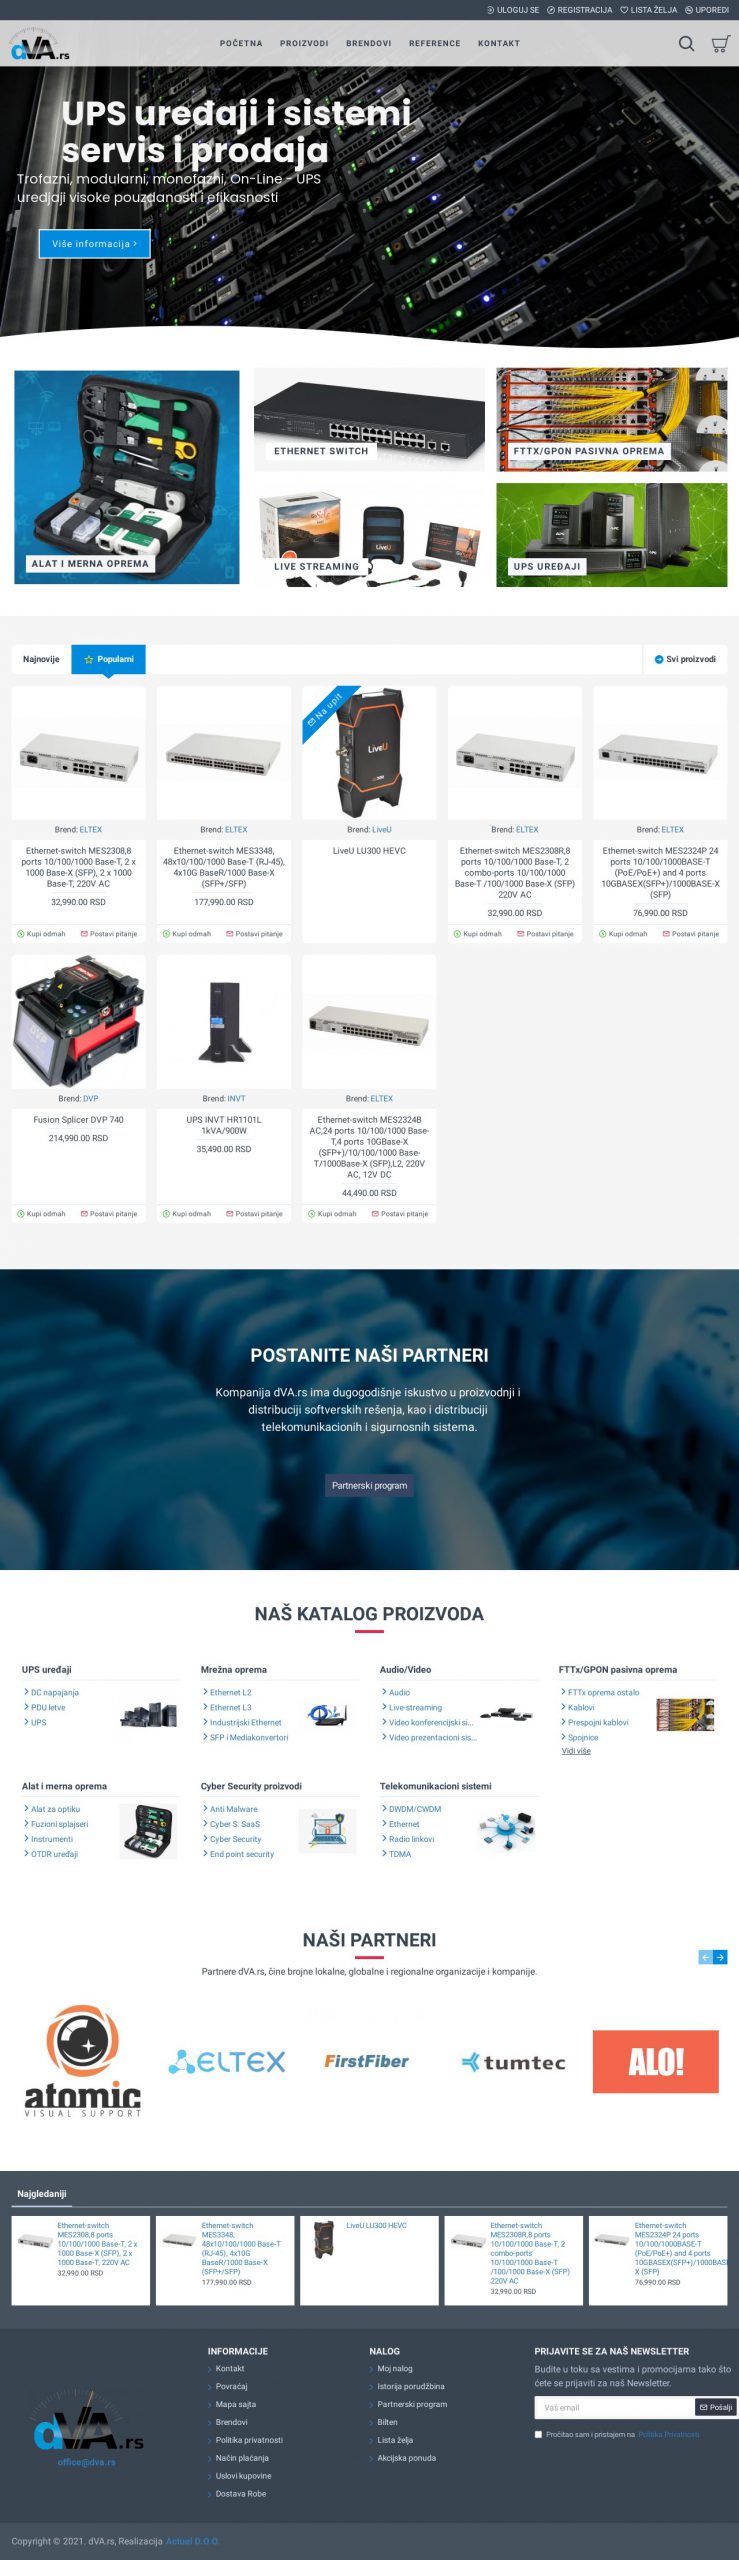 ULOGUJ SE REGISTRACIJA LISTA ŽELJA UPOREDI
dVA.rs
POČETNA PROIZVODI BRENDOVI REFERENCE KONTAKT
UPS uređaji i sistemi
servis i prodaja
Trofazni, modularni, monofazni, On-Line - UPS
uredjaji visoke pouzdanosti i efikasnosti
Više informacija
ALAT I MERNA OPREMA
ETHERNET SWITCH
FTTX/GPON PASIVNA OPREMA
LiveU
LIVE STREAMING
UPS UREĐAJI
Najnovije Popularni Svi proizvodi
Na upit
LiveU
Brend: ELTEX
Ethernet-switch MES2308,8
ports 10/100/1000 Base-T, 2 x
1000 Base-X (SFP), 2 x 1000
Base-T, 220V AC
32,990.00 RSD
Kupi odmah Postavi pitanje
Brend: ELTEX
Ethernet-switch MES3348,
48x10/100/1000 Base-T (RJ-45),
4x10G BaseR/1000 Base-X
(SFP+/SFP)
177,990.00 RSD
Kupi odmah Postavi pitanje
Brend: LiveU
LiveU LU300 HEVC
Brend: ELTEX
Ethernet-switch MES2308R,8
ports 10/100/1000 Base-T, 2
combo-ports 10/100/1000
Base-T /100/1000 Base-X (SFP)
220V AC
32,990.00 RSD
Kupi odmah Postavi pitanje
Brend: ELTEX
Ethernet-switch MES2324P 24
ports 10/100/1000BASE-T
(PoE/PoE+) and 4 ports
10GBASEX(SFP+)/1000BASE-X
(SFP)
76,990.00 RSD
Kupi odmah Postavi pitanje
Brend: DVP
Fusion Splicer DVP 740
214,990.00 RSD
Kupi odmah Postavi pitanje
Brend: INVT
UPS INVT HR1101L
1kVA/900W
35,490.00 RSD
Kupi odmah Postavi pitanje
Brend: ELTEX
Ethernet-switch MES2324B
AC,24 ports 10/100/1000 Base-
T,4 ports 10GBase-X
(SFP+)/10/100/1000 Base-
T/1000Base-X (SFP),L2, 220V
AC, 12V DC
44,490.00 RSD
Kupi odmah Postavi pitanje
POSTANITE NAŠI PARTNERI
Kompanija dVA.rs ima dugogodišnje iskustvo u proizvodnji i
distribuciji softverskih rešenja, kao i distribuciji
telekomunikacionih i sigurnosnih sistema.
Partnerski program
NAŠ KATALOG PROIZVODA
UPS uređaji
DC napajanja
PDU letve
UPS
Mrežna oprema
Ethernet L2
Ethernet L3
Industrijski Ethernet
SFP i Mediakonvertori
Audio/Video
Audio
Live-streaming
Video konferencijski si...
Video prezentacioni sis...
FTTx/GPON pasivna oprema
FTTx oprema ostalo
Kablovi
Prespojni kablovi
Spojnice
Vidi više
Alat i merna oprema
Alat za optiku
Fuzioni splajseri
Instrumenti
OTDR uređaji
Cyber Security proizvodi
Anti Malware
Cyber S. SaaS
Cyber Security
End point security
Telekomunikacioni sistemi
DWDM/CWDM
Ethernet
Radio linkovi
TDMA
NAŠI PARTNERI
Partnere dVA.rs, čine brojne lokalne, globalne i regionalne organizacije i kompanije.
atomic
VISUAL SUPPORT
ELTEX
FirstFiber
tumtec
ALO!
Najgledaniji
Ethernet-switch
MES2308,8 ports
10/100/1000 Base-T, 2 x
1000 Base-X (SFP), 2 x
1000 Base-T, 220V AC
32,990.00 RSD
Ethernet-switch
MES3348,
48x10/100/1000 Base-T
(RJ-45), 4x10G
BaseR/1000 Base-X
(SFP+/SFP)
177,990.00 RSD
LiveU LU300 HEVC
Ethernet-switch
MES2308R,8 ports
10/100/1000 Base-T, 2
combo-ports
10/100/1000 Base-T
/100/1000 Base-X (SFP)
220V AC
32,990.00 RSD
Ethernet-switch
MES2324P 24 ports
10/100/1000BASE-T
(PoE/PoE+) and 4 ports
10GBASEX(SFP+)/1000BASE
X (SFP)
76,990.00 RSD
dVA.rs
office@dva.rs
INFORMACIJE
Kontakt
Povraćaj
Mapa sajta
Brendovi
Politika privatnosti
Način plaćanja
Uslovi kupovine
Dostava Robe
NALOG
Moj nalog
Istorija porudžbina
Partnerski program
Bilten
Lista želja
Akcijska ponuda
PRIJAVITE SE ZA NAŠ NEWSLETTER
Budite u toku sa vestima i promocijama tako što
ćete se prijaviti za naš Newsletter.
Vaš email Pošalji
Pročitao sam i pristajem na Politika Privatnosti
Copyright © 2021. dVA.rs, Realizacija Actuel D.O.O.